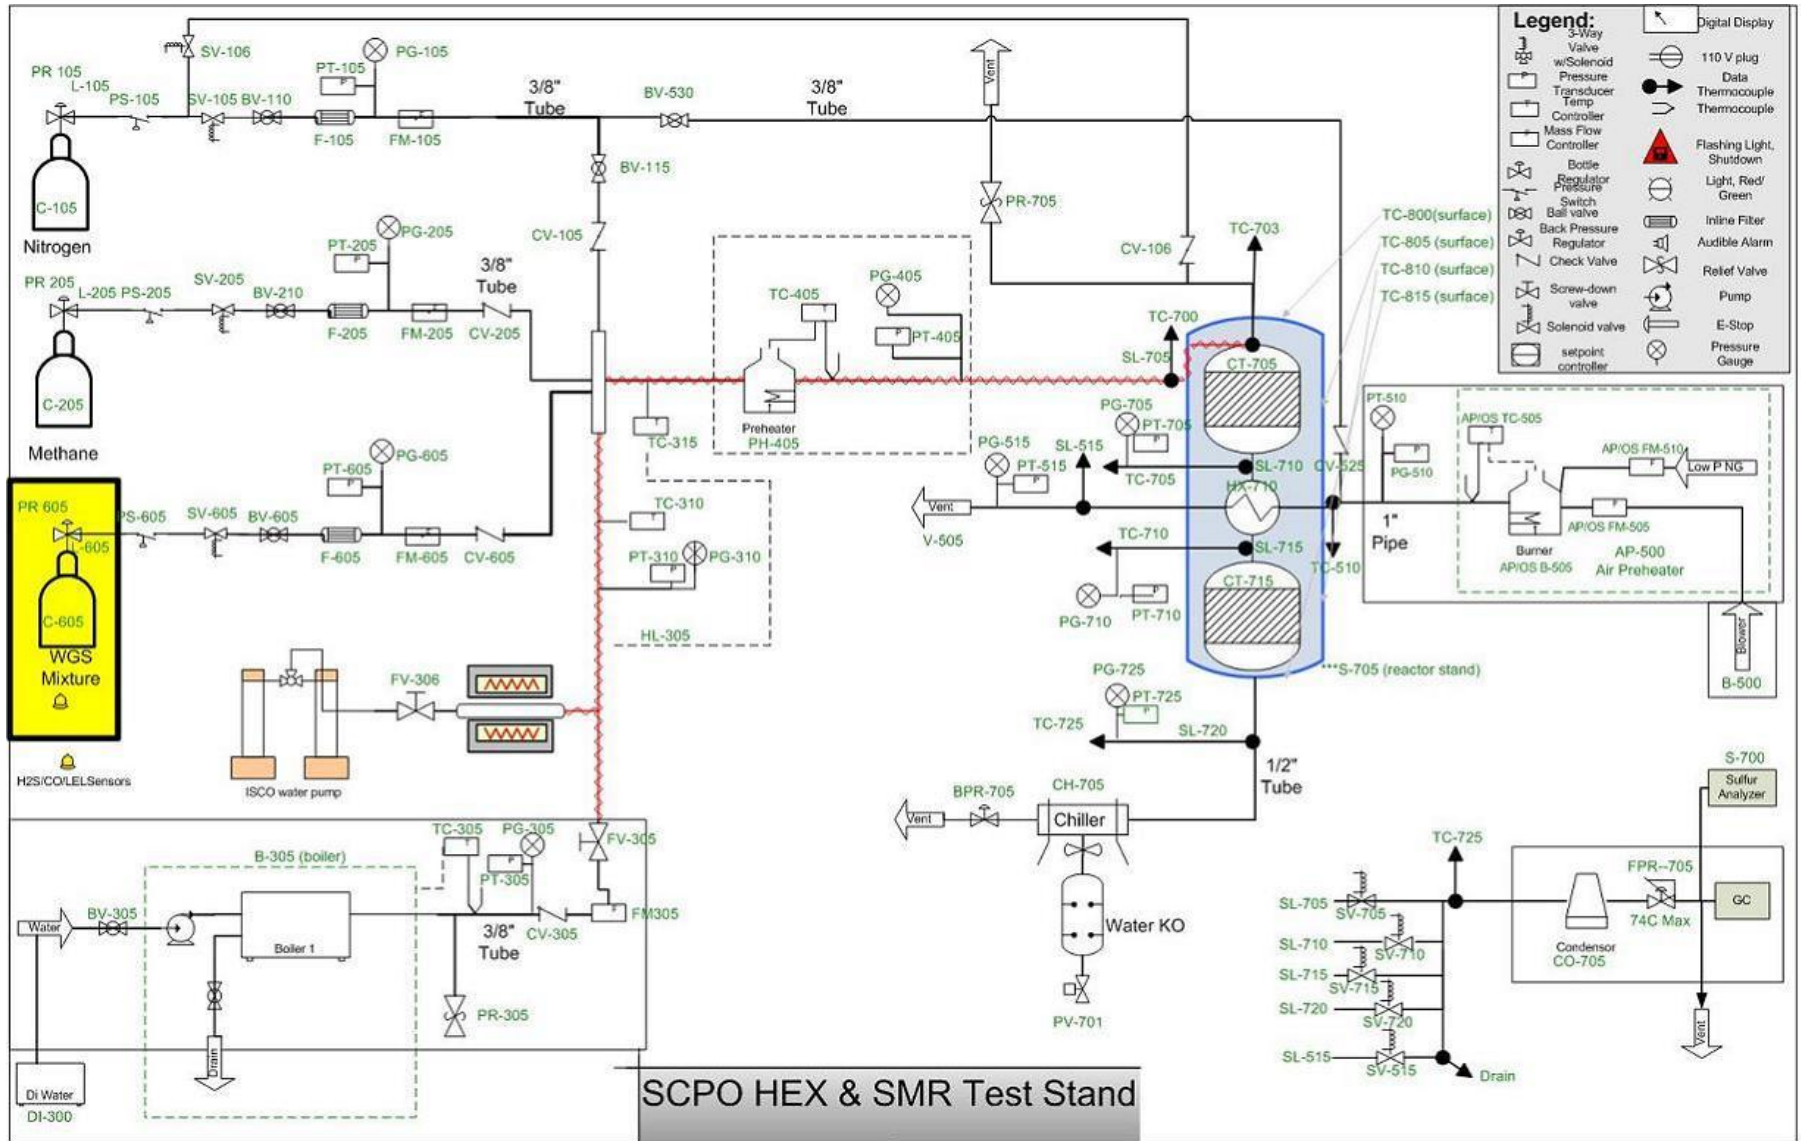 Legend:
3-Way
Valve
w/Solenoid
Pressure
Transducer
Temp
Controller
Mass Flow
Controller
Bottle
Regulator
Pressure
Switch
Ball valve
Back Pressure
Regulator
Check Valve
Screw-down
valve
Solenoid valve
setpoint
controller
Digital Display
110 V plug
Data
Thermocouple
Thermocouple
Flashing Light,
Shutdown
Light, Red/
Green
Inline Filter
Audible Alarm
Relief Valve
Pump
E-Stop
Pressure
Gauge
SV-106
PG-105
PT-105
P
PR 105
L-105
PS-105
SV-105
BV-110
F-105
FM-105
3/8"
Tube
BV-530
3/8"
Tube
Vent
C-105
Nitrogen
BV-115
CV-105
PR-705
CV-106
TC-703
TC-800(surface)
TC-805 (surface)
TC-810 (surface)
TC-815 (surface)
PG-205
PT-205
P
PR 205
L-205
PS-205
SV-205
BV-210
F-205
FM-205
3/8"
Tube
CV-205
C-205
Methane
TC-405
T
PG-405
PT-405
P
Preheater
PH-405
TC-700
SL-705
CT-705
TC-315
T
PG-705
PT-705
P
TC-705
SL-710
HX-710
CV-525
PG-515
PT-515
P
SL-515
Vent
V-505
PT-510
PG-510
P
1"
Pipe
AP/OS TC-505
T
AP/OS FM-510
F
Low P NG
AP/OS FM-505
F
Burner
AP/OS B-505
AP-500
Air Preheater
TC-510
Blower
B-500
PG-605
PT-605
P
PR 605
L-605
PS-605
SV-605
BV-605
F-605
FM-605
CV-605
C-605
WGS
Mixture
H2S/CO/LELSensors
TC-310
T
PT-310
P
PG-310
HL-305
TC-710
SL-715
CT-715
PG-710
PT-710
P
***S-705 (reactor stand)
ISCO water pump
FV-306
PG-725
PT-725
P
TC-725
SL-720
1/2"
Tube
BPR-705
CH-705
Vent
Chiller
Water KO
PV-701
B-305 (boiler)
TC-305
T
PG-305
PT-305
P
FV-305
FM305
F
CV-305
3/8"
Tube
PR-305
Water
BV-305
Boiler 1
Drain
Di Water
DI-300
S-700
Sulfur
Analyzer
TC-725
FPR--705
74C Max
GC
Condensor
CO-705
Vent
SL-705
SV-705
SL-710
SV-710
SL-715
SV-715
SL-720
SV-720
SL-515
SV-515
Drain
SCPO HEX & SMR Test Stand